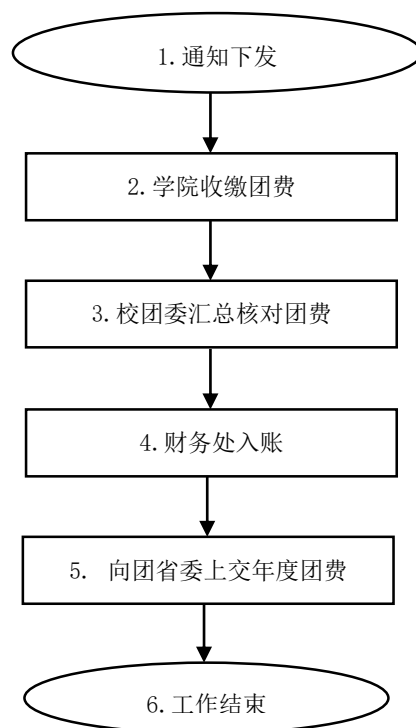 1.通知下发
2.学院收缴团费
3.校团委汇总核对团费
4.财务处入账
5. 向团省委上交年度团费
6.工作结束